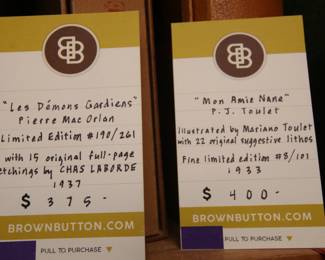 "Les Démons Gardiens"
Pierre Mac Orlan
Limited Edition #190/261
with 15 original full-page
etchings by CHAS LABORDE
1937
$ 375-
BROWNBUTTON.COM
PULL TO PURCHASE
"Mon Amie Nane"
P. J. Toulet
Illustrated by Mariano Toulet
with 22 original suggestive lithos
Fine limited edition #8/101
1933
$ 400-
BROWNBUTTON.COM
PULL TO PURCHASE